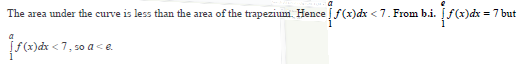 The area under the curve is less than the area of the trapezium. Hence ∫₁ᵃ f(x)dx < 7. From b.i. ∫₁ᵉ f(x)dx = 7 but
∫₁ᵃ f(x)dx < 7, so a < e.